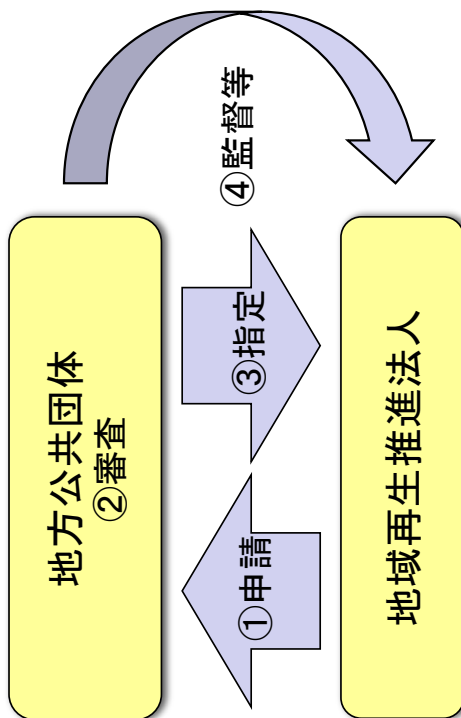 地方公共団体
②審査
①申請
③指定
④監督等
地域再生推進法人